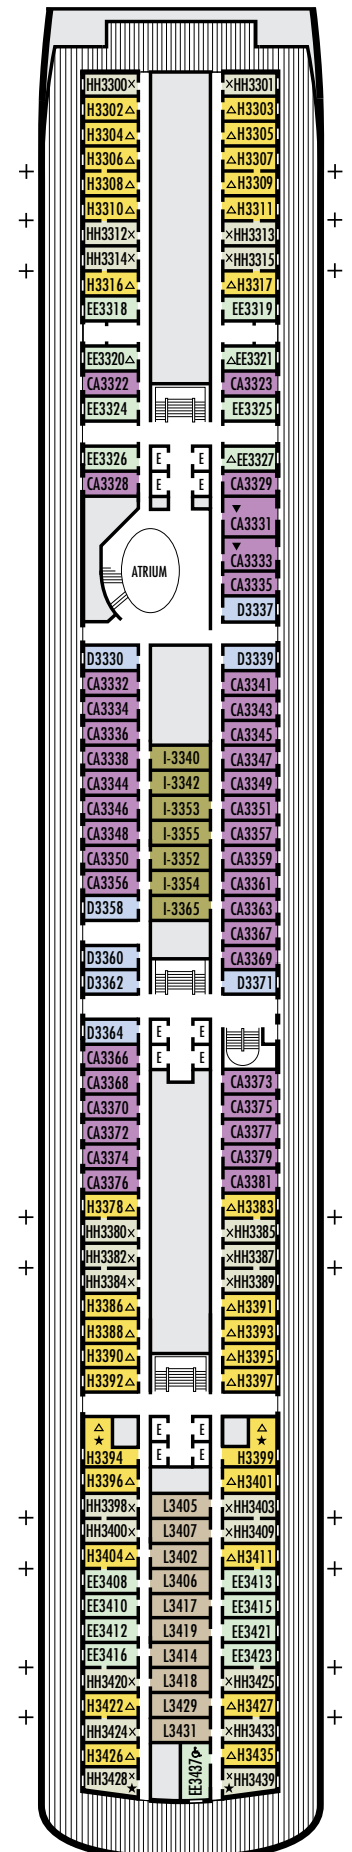 HH3300× ×HH3301
H3302△ △H3303
H3304△ △H3305
H3306△ △H3307
H3308△ △H3309
H3310△ △H3311
HH3312× ×HH3313
HH3314× ×HH3315
H3316△ △H3317
EE3318 EE3319
EE3320△ △EE3321
CA3322 CA3323
EE3324 EE3325
EE3326 E E △EE3327
CA3328 E E CA3329
▼ CA3331
▼ CA3333
ATRIUM CA3335
D3337
D3330 D3339
CA3332 CA3341
CA3334 CA3343
CA3336 CA3345
CA3338 I-3340 CA3347
CA3344 I-3342 CA3349
CA3346 I-3353 CA3351
CA3348 I-3355 CA3357
CA3350 I-3352 CA3359
CA3356 I-3354 CA3361
D3358 I-3365 CA3363
CA3367
D3360 CA3369
D3362 D3371
D3364 E E
CA3366 E E
CA3368 CA3373
CA3370 CA3375
CA3372 CA3377
CA3374 CA3379
CA3376 CA3381
H3378△ △H3383
HH3380× ×HH3385
HH3382× ×HH3387
HH3384× ×HH3389
H3386△ △H3391
H3388△ △H3393
H3390△ △H3395
H3392△ △H3397
△ ★ E E △ ★
H3394 E E H3399
H3396△ △H3401
HH3398× L3405 ×HH3403
HH3400× L3407 ×HH3409
H3404△ L3402 △H3411
EE3408 L3406 EE3413
EE3410 L3417 EE3415
EE3412 L3419 EE3421
EE3416 L3414 EE3423
HH3420× L3418 ×HH3425
H3422△ L3429 △H3427
HH3424× L3431 ×HH3433
H3426△ △H3435
HH3428× ★ EE3437 ★ ×HH3439